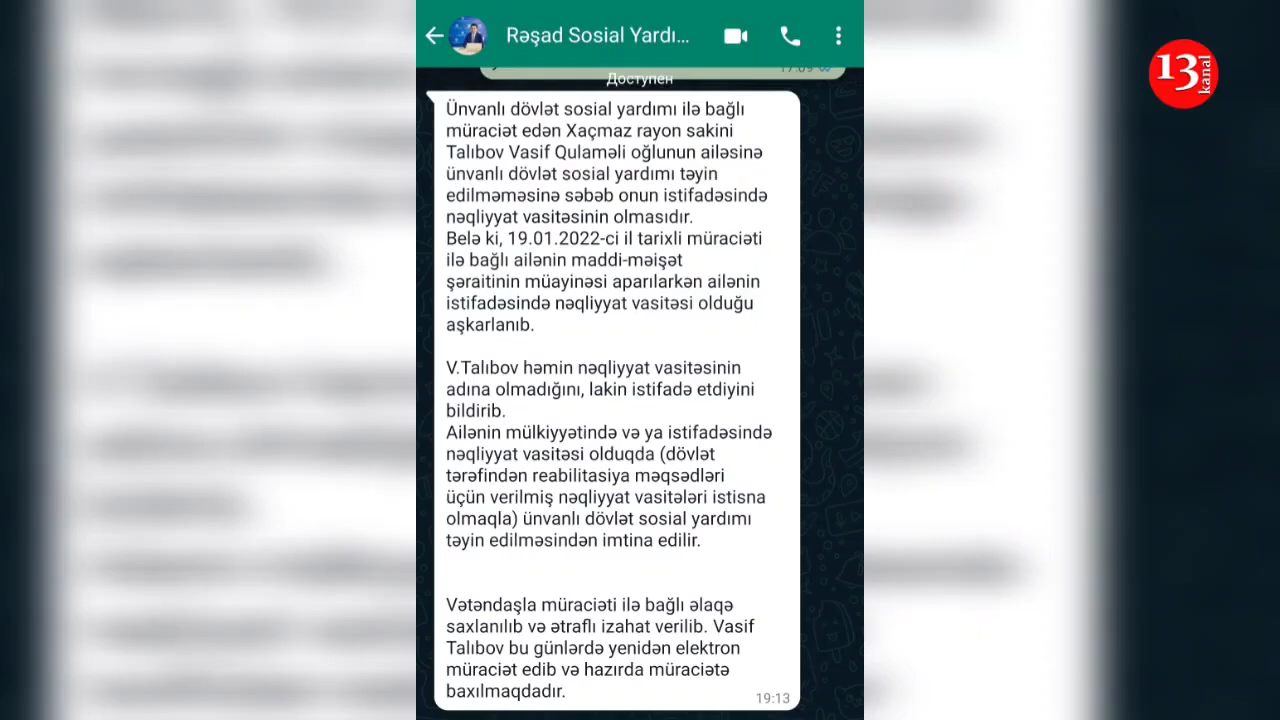 Rəşad Sosial Yardı...
17:09
Доступен
Ünvanlı dövlət sosial yardımı ilə bağlı
müraciət edən Xaçmaz rayon sakini
Talıbov Vasif Qulaməli oğlunun ailəsinə
ünvanlı dövlət sosial yardımı təyin
edilməməsinə səbəb onun istifadəsində
nəqliyyat vasitəsinin olmasıdır.
Belə ki, 19.01.2022-ci il tarixli müraciəti
ilə bağlı ailənin maddi-məişət
şəraitinin müayinəsi aparılarkən ailənin
istifadəsində nəqliyyat vasitəsi olduğu
aşkarlanıb.
V.Talıbov həmin nəqliyyat vasitəsinin
adına olmadığını, lakin istifadə etdiyini
bildirib.
Ailənin mülkiyyətində və ya istifadəsində
nəqliyyat vasitəsi olduqda (dövlət
tərəfindən reabilitasiya məqsədləri
üçün verilmiş nəqliyyat vasitələri istisna
olmaqla) ünvanlı dövlət sosial yardımı
təyin edilməsindən imtina edilir.
Vətəndaşla müraciəti ilə bağlı əlaqə
saxlanılıb və ətraflı izahat verilib. Vasif
Talıbov bu günlərdə yenidən elektron
müraciət edib və hazırda müraciətə
baxılmaqdadır.
19:13
13 kanal